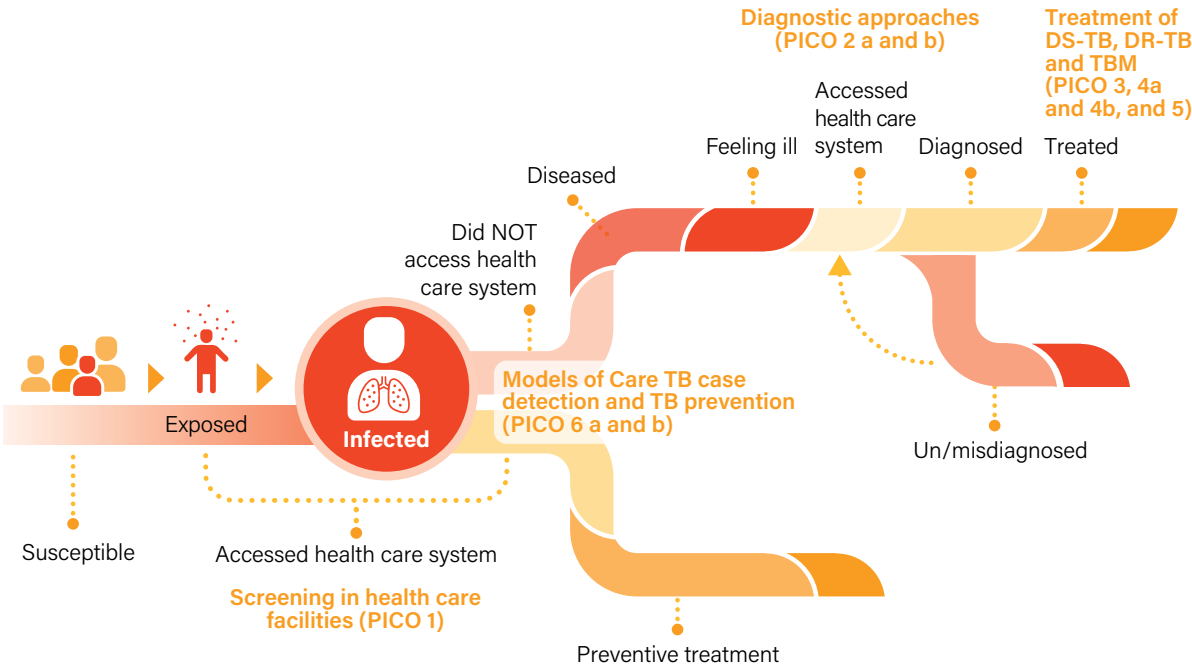 Diagnostic approaches
(PICO 2 a and b)
Treatment of
DS-TB, DR-TB
and TBM
(PICO 3, 4a
and 4b, and 5)
Accessed
health care
system
Feeling ill
Diagnosed
Treated
Diseased
Did NOT
access health
care system
Models of Care TB case
detection and TB prevention
(PICO 6 a and b)
Exposed
Infected
Un/misdiagnosed
Susceptible
Accessed health care system
Screening in health care
facilities (PICO 1)
Preventive treatment